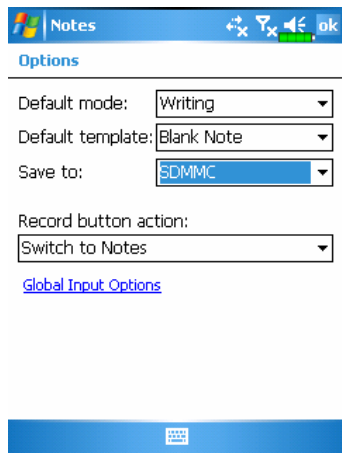 Notes ok
Options
Default mode: Writing
Default template: Blank Note
Save to: SDMMC
Record button action:
Switch to Notes
Global Input Options